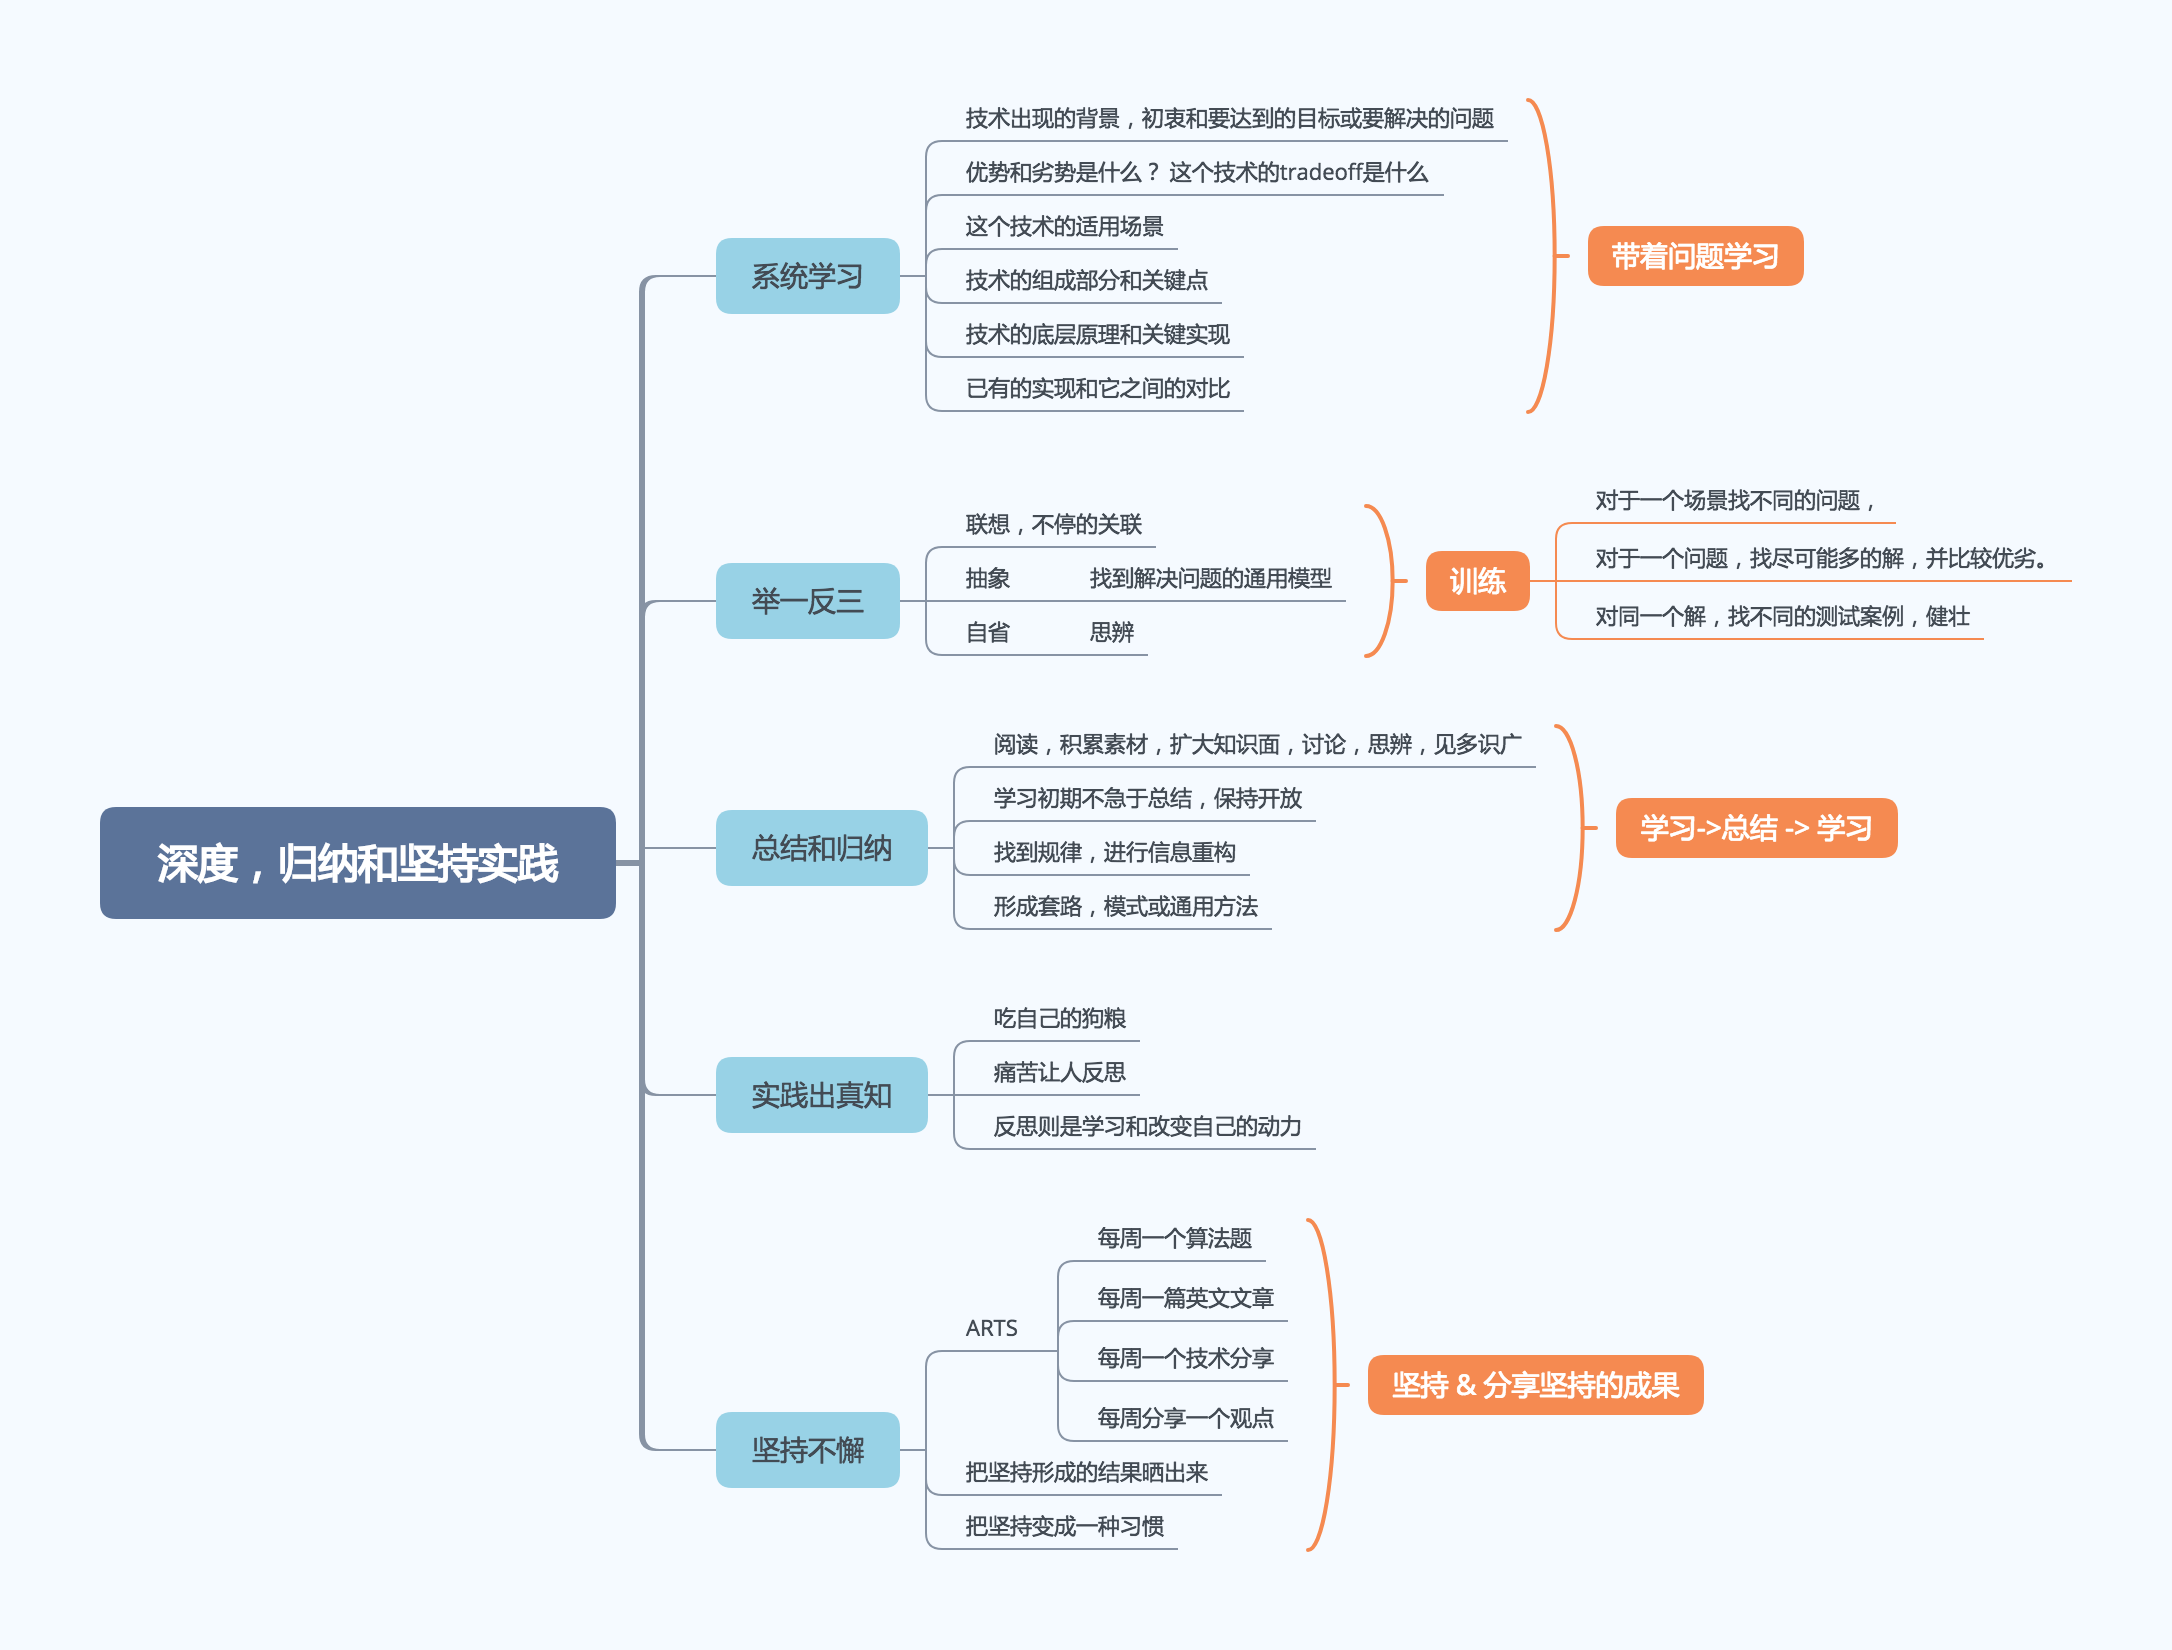 深度，归纳和坚持实践
系统学习
技术出现的背景，初衷和要达到的目标或要解决的问题
优势和劣势是什么？ 这个技术的tradeoff是什么
这个技术的适用场景
技术的组成部分和关键点
技术的底层原理和关键实现
已有的实现和它之间的对比
带着问题学习
举一反三
联想，不停的关联
抽象
找到解决问题的通用模型
自省
思辨
训练
对于一个场景找不同的问题，
对于一个问题，找尽可能多的解，并比较优劣。
对同一个解，找不同的测试案例，健壮
总结和归纳
阅读，积累素材，扩大知识面，讨论，思辨，见多识广
学习初期不急于总结，保持开放
找到规律，进行信息重构
形成套路，模式或通用方法
学习->总结 -> 学习
实践出真知
吃自己的狗粮
痛苦让人反思
反思则是学习和改变自己的动力
坚持不懈
ARTS
每周一个算法题
每周一篇英文文章
每周一个技术分享
每周分享一个观点
把坚持形成的结果晒出来
把坚持变成一种习惯
坚持 & 分享坚持的成果